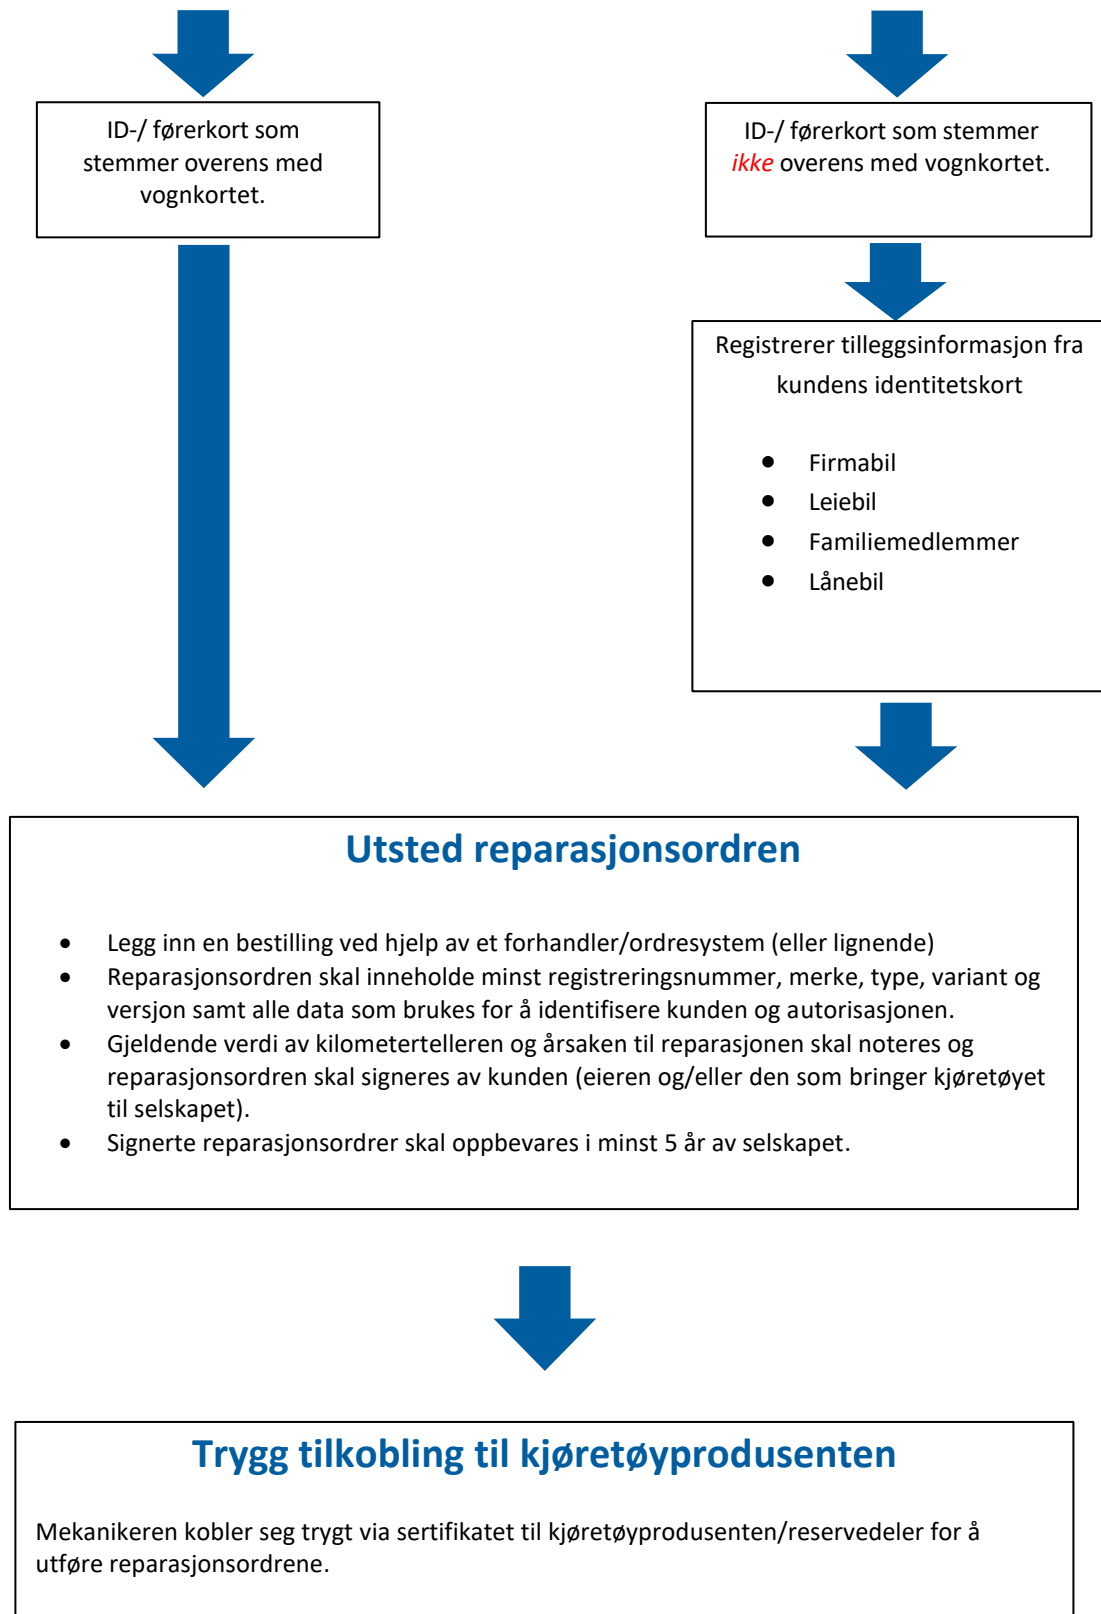 ID-/ førerkort som
stemmer overens med
vognkortet.
ID-/ førerkort som stemmer
ikke overens med vognkortet.
Registrerer tilleggsinformasjon fra
kundens identitetskort
• Firmabil
• Leiebil
• Familiemedlemmer
• Lånebil
Utsted reparasjonsordren
• Legg inn en bestilling ved hjelp av et forhandler/ordresystem (eller lignende)
• Reparasjonsordren skal inneholde minst registreringsnummer, merke, type, variant og
versjon samt alle data som brukes for å identifisere kunden og autorisasjonen.
• Gjeldende verdi av kilometertelleren og årsaken til reparasjonen skal noteres og
reparasjonsordren skal signeres av kunden (eieren og/eller den som bringer kjøretøyet
til selskapet).
• Signerte reparasjonsordrer skal oppbevares i minst 5 år av selskapet.
Trygg tilkobling til kjøretøyprodusenten
Mekanikeren kobler seg trygt via sertifikatet til kjøretøyprodusenten/reservedeler for å
utføre reparasjonsordrene.